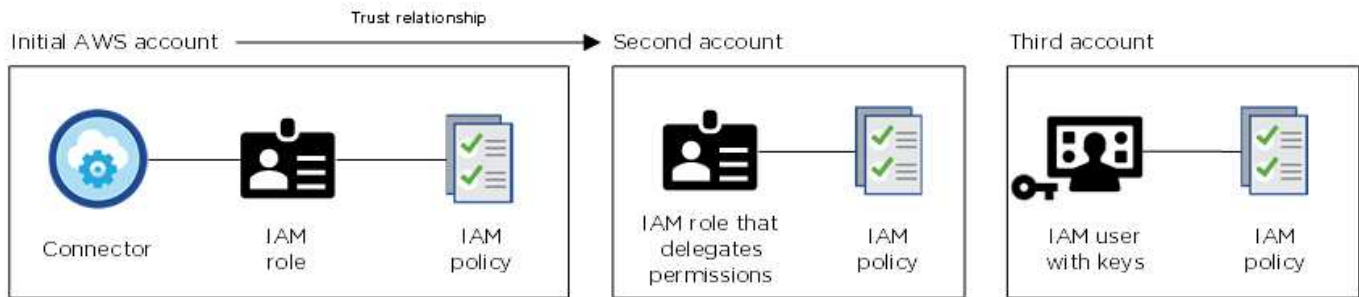 Trust relationship
Initial AWS account
Second account
Third account
Connector
IAM
role
IAM
policy
IAM role that
delegates
permissions
IAM
policy
IAM user
with keys
IAM
policy